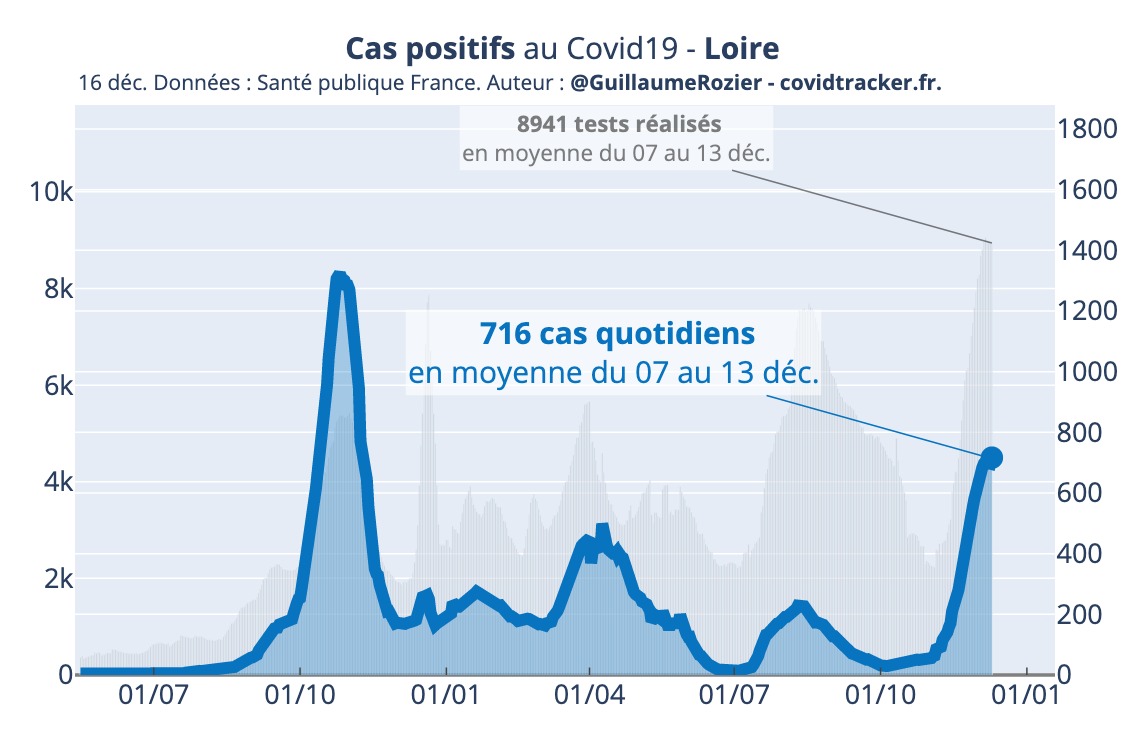 Cas positifs au Covid19 - Loire
16 déc. Données : Santé publique France. Auteur : @GuillaumeRozier - covidtracker.fr.
8941 tests réalisés
en moyenne du 07 au 13 déc.
716 cas quotidiens
en moyenne du 07 au 13 déc.
10k
8k
6k
4k
2k
0
1800
1600
1400
1200
1000
800
600
400
200
0
01/07
01/10
01/01
01/04
01/07
01/10
01/01